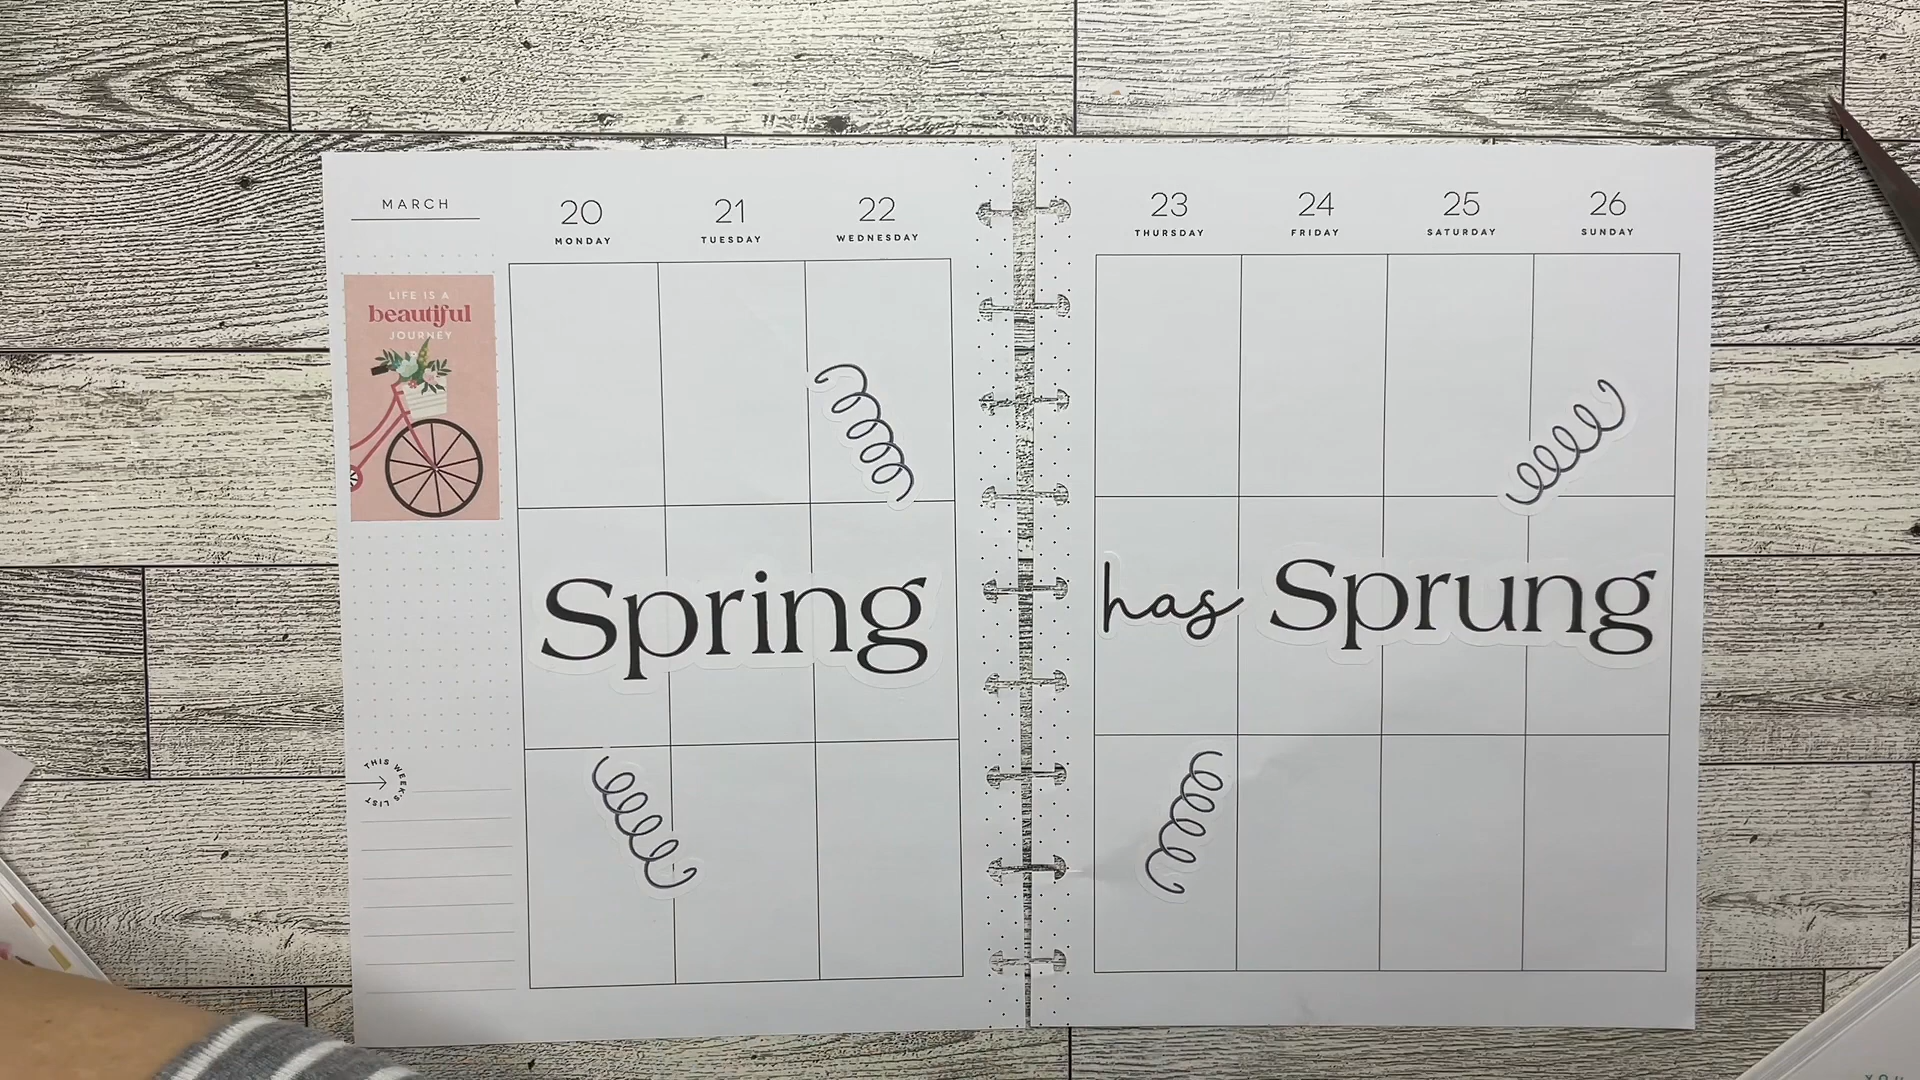 MARCH
20
MONDAY
21
TUESDAY
22
WEDNESDAY
23
THURSDAY
24
FRIDAY
25
SATURDAY
26
SUNDAY
LIFE IS A
beautiful
JOURNEY
Spring
has Sprung
THIS WEEK'S LIST